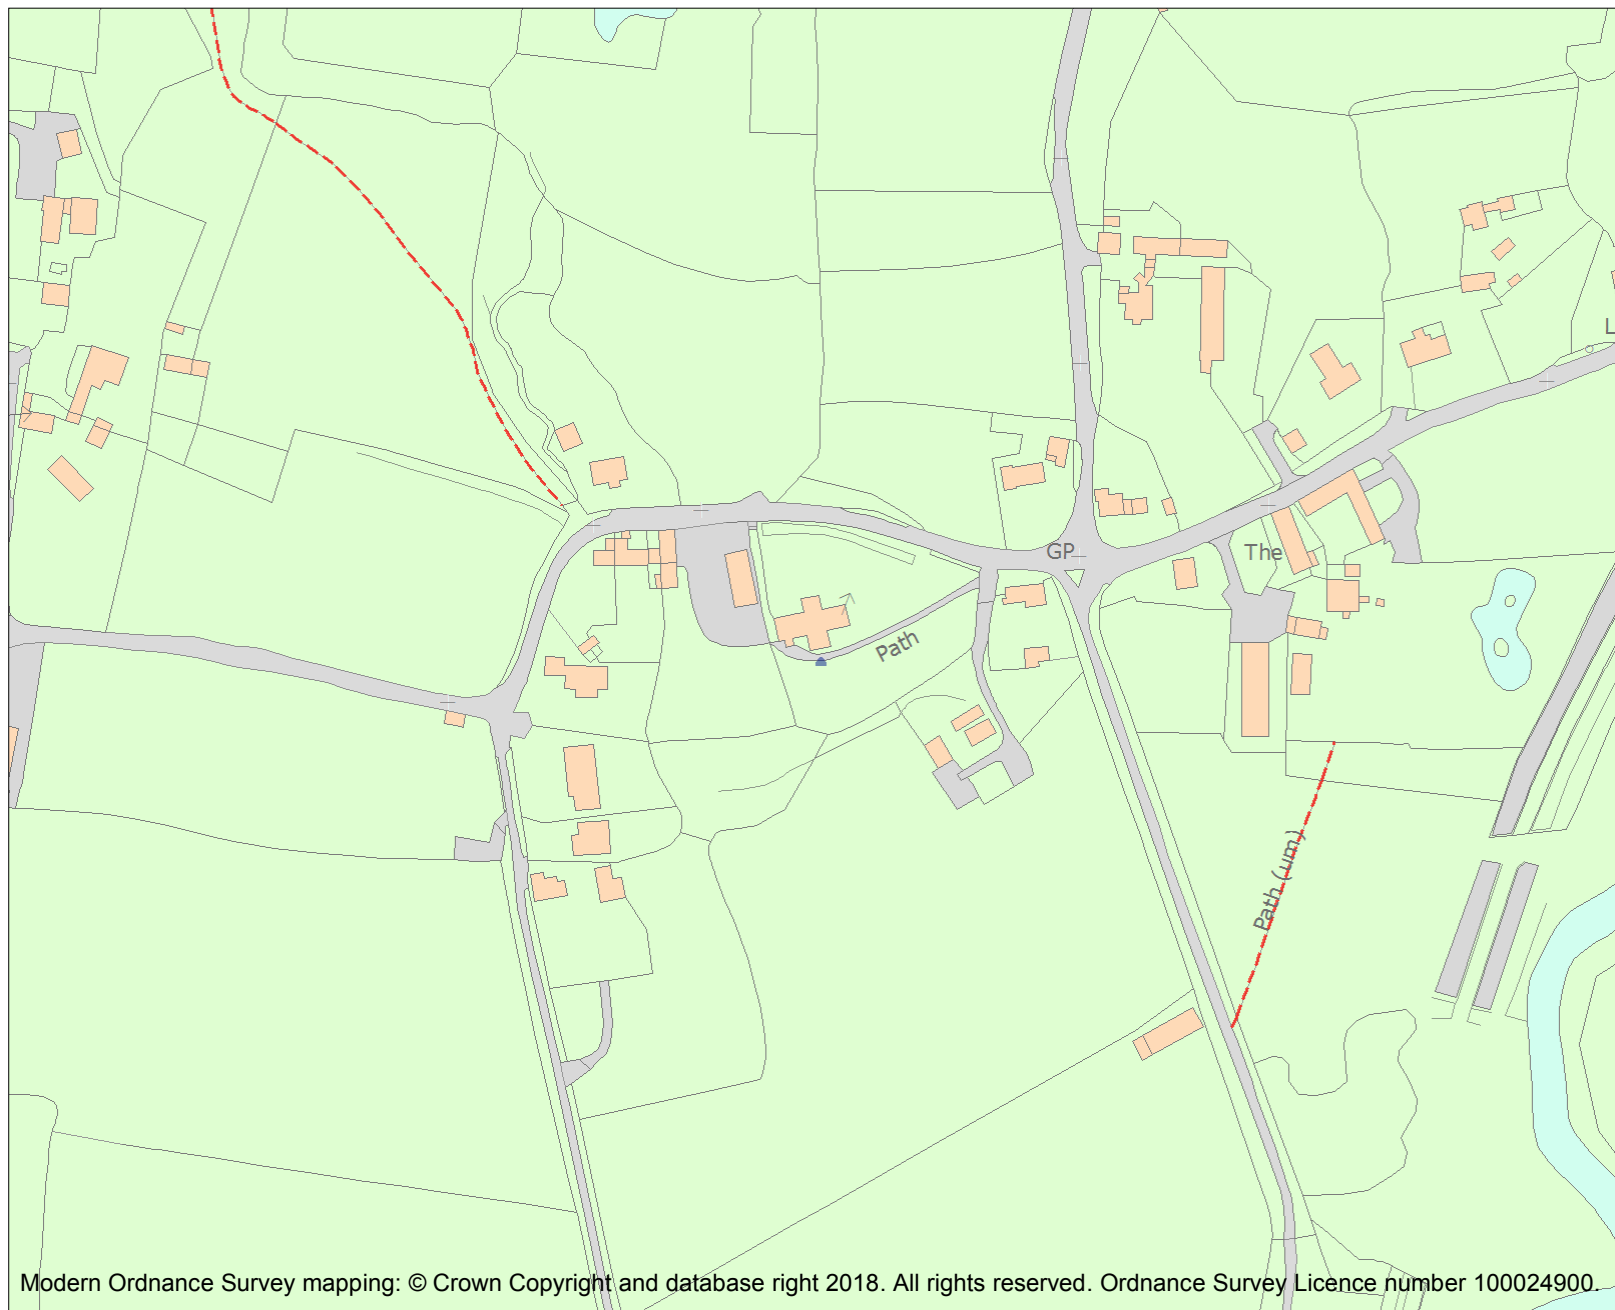 L
GP
The
Path
Path (um)
Modern Ordnance Survey mapping: © Crown Copyright and database right 2018. All rights reserved. Ordnance Survey Licence number 100024900.